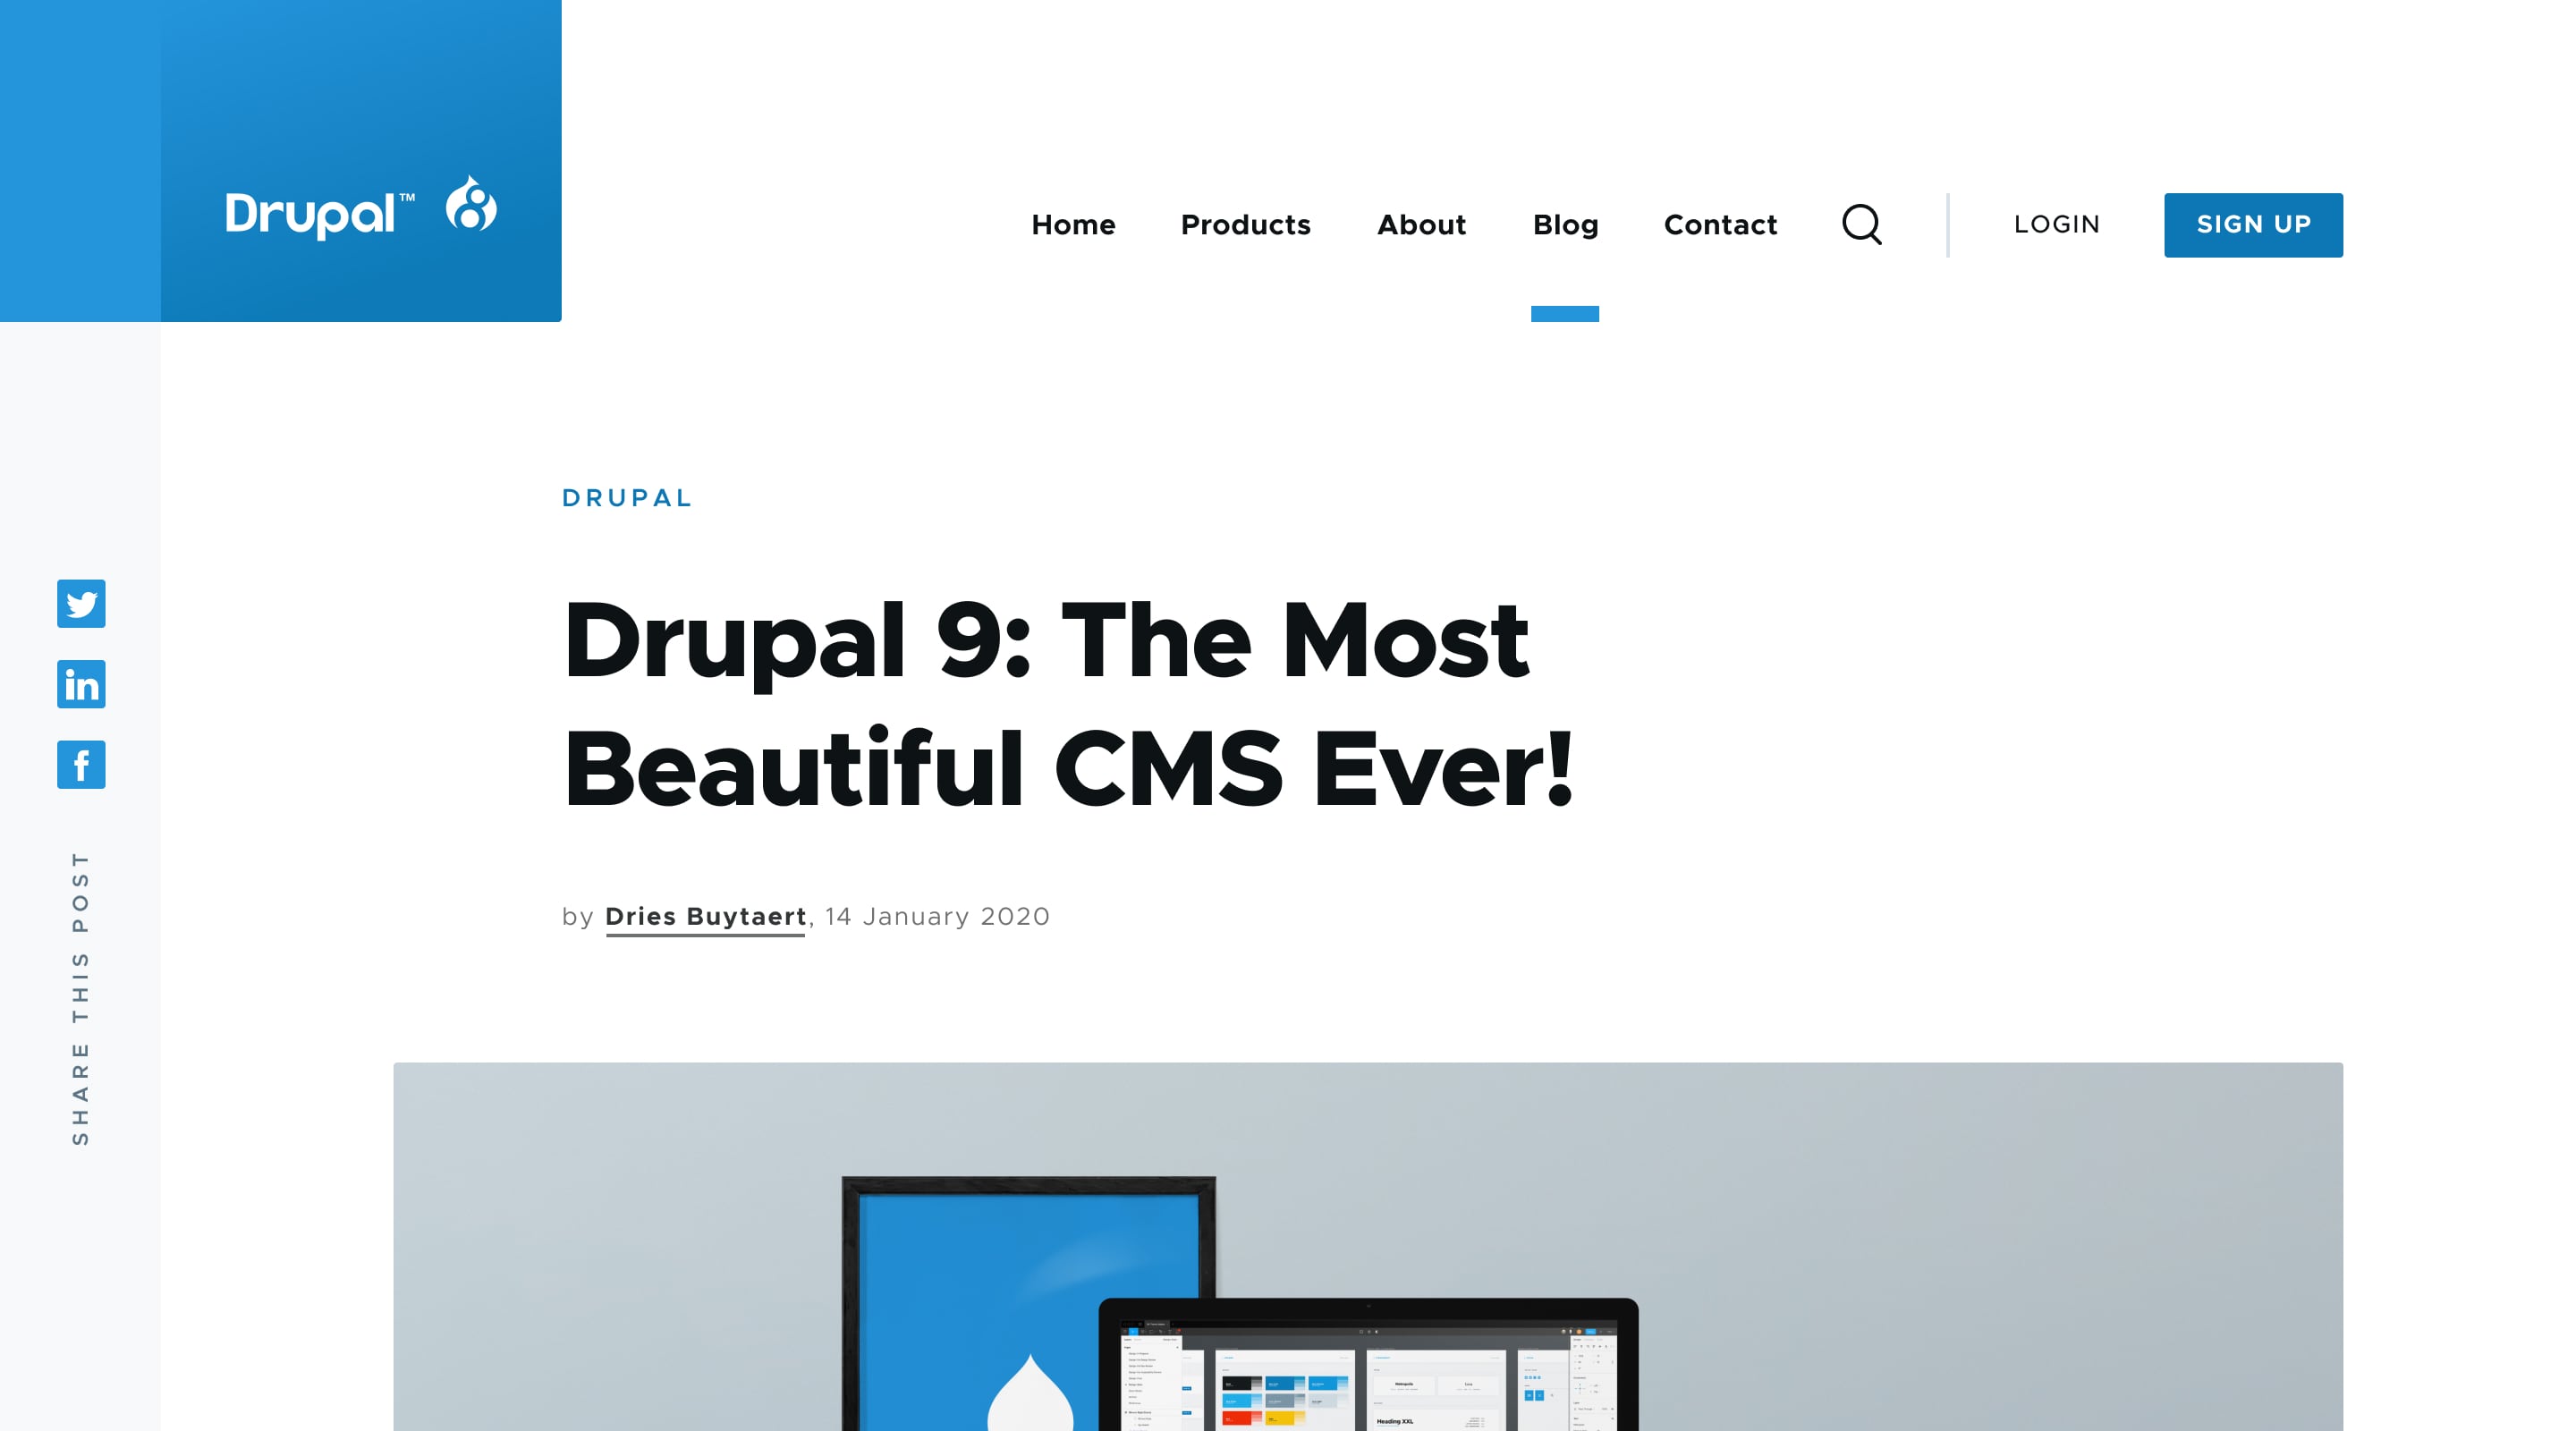 Drupal™
Home Products About Blog Contact LOGIN SIGN UP
DRUPAL
Drupal 9: The Most
Beautiful CMS Ever!
by Dries Buytaert, 14 January 2020
SHARE THIS POST
Heading XXL